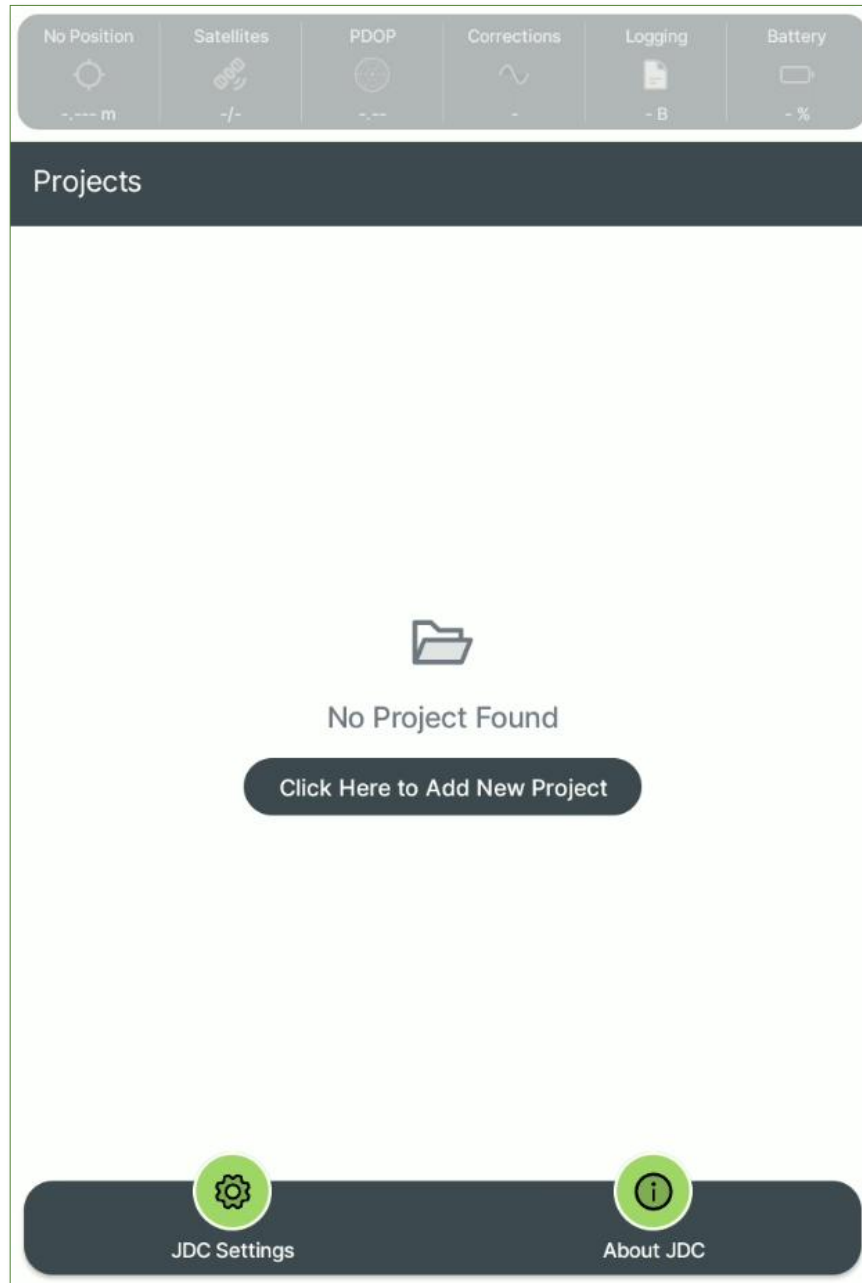 No Position Satellites PDOP Corrections Logging Battery
-.--- m -/- -.-- - - B - %
Projects
No Project Found
Click Here to Add New Project
JDC Settings About JDC